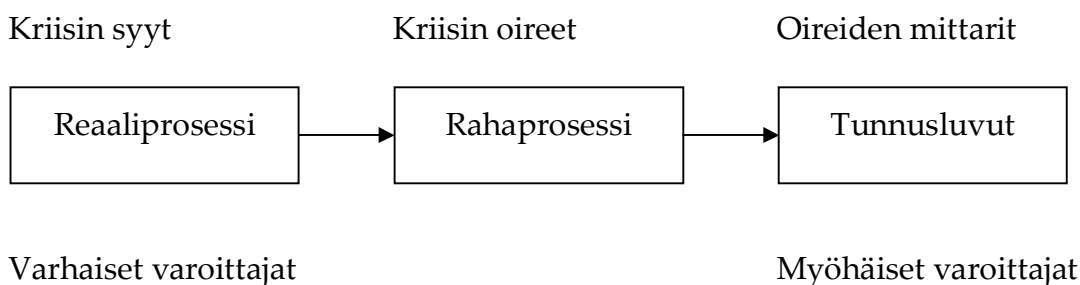 Kriisin syyt Kriisin oireet Oireiden mittarit
Reaaliprosessi Rahaprosessi Tunnusluvut
Varhaiset varoittajat Myöhäiset varoittajat